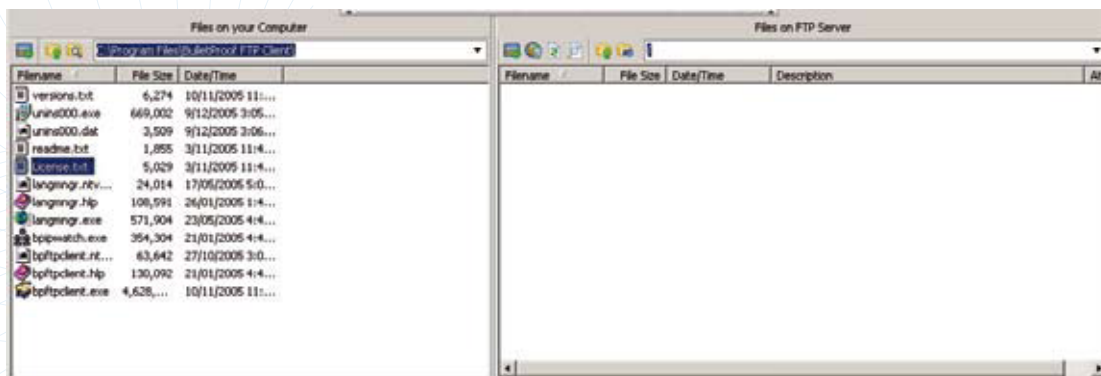 Files on your Computer
Files on FTP Server
C:\Program Files\BulletProof FTP Client\
\
Filename File Size Date/Time
Filename File Size Date/Time Description
versions.txt 6,274 10/11/2005 11:...
unins000.exe 669,002 9/12/2005 3:05...
unins000.dat 3,509 9/12/2005 3:06...
readme.txt 1,855 3/11/2005 11:4...
License.txt 5,029 3/11/2005 11:4...
langmngr.ntv... 24,014 17/05/2005 5:0...
langmngr.hlp 108,591 26/01/2005 1:4...
langmngr.exe 571,904 23/05/2005 4:4...
bpipwatch.exe 354,304 21/01/2005 4:4...
bpftpclient.nt... 63,642 27/10/2005 3:0...
bpftpclient.hlp 130,092 21/01/2005 4:4...
bpftpclient.exe 4,628,... 10/11/2005 11:...